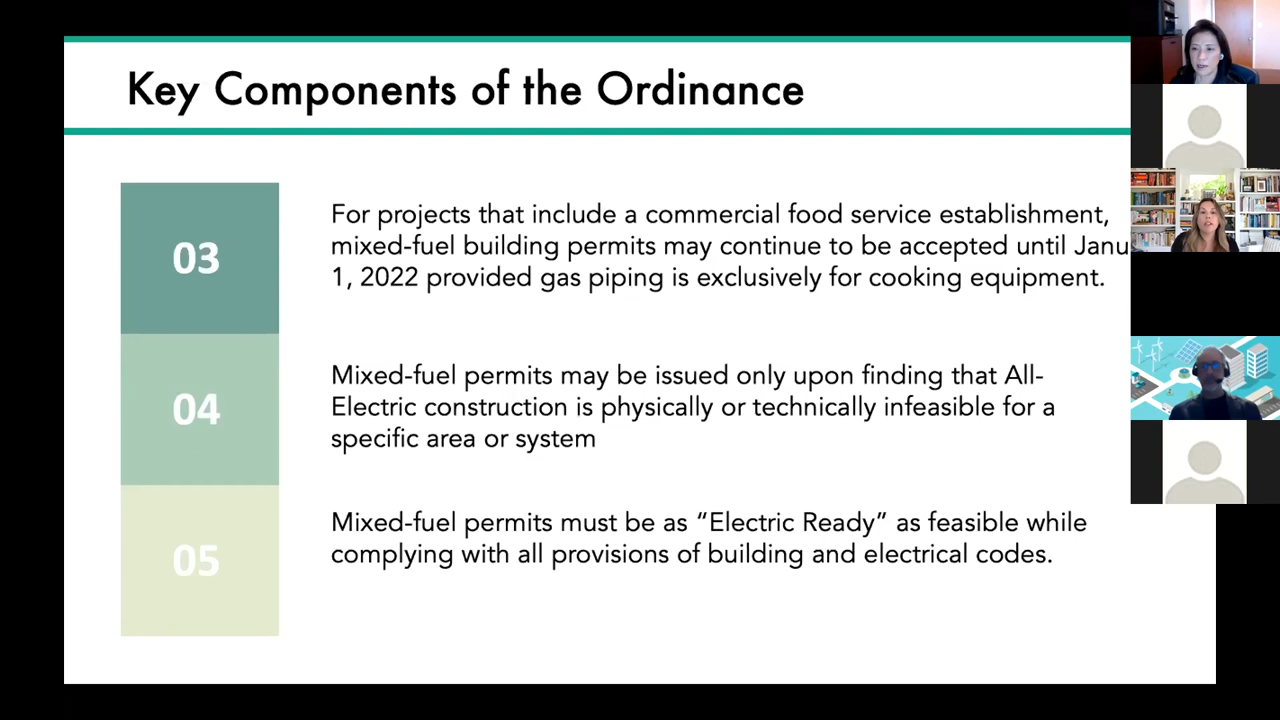 Key Components of the Ordinance
03
For projects that include a commercial food service establishment,
mixed-fuel building permits may continue to be accepted until Janu
1, 2022 provided gas piping is exclusively for cooking equipment.
04
Mixed-fuel permits may be issued only upon finding that All-
Electric construction is physically or technically infeasible for a
specific area or system
05
Mixed-fuel permits must be as “Electric Ready” as feasible while
complying with all provisions of building and electrical codes.